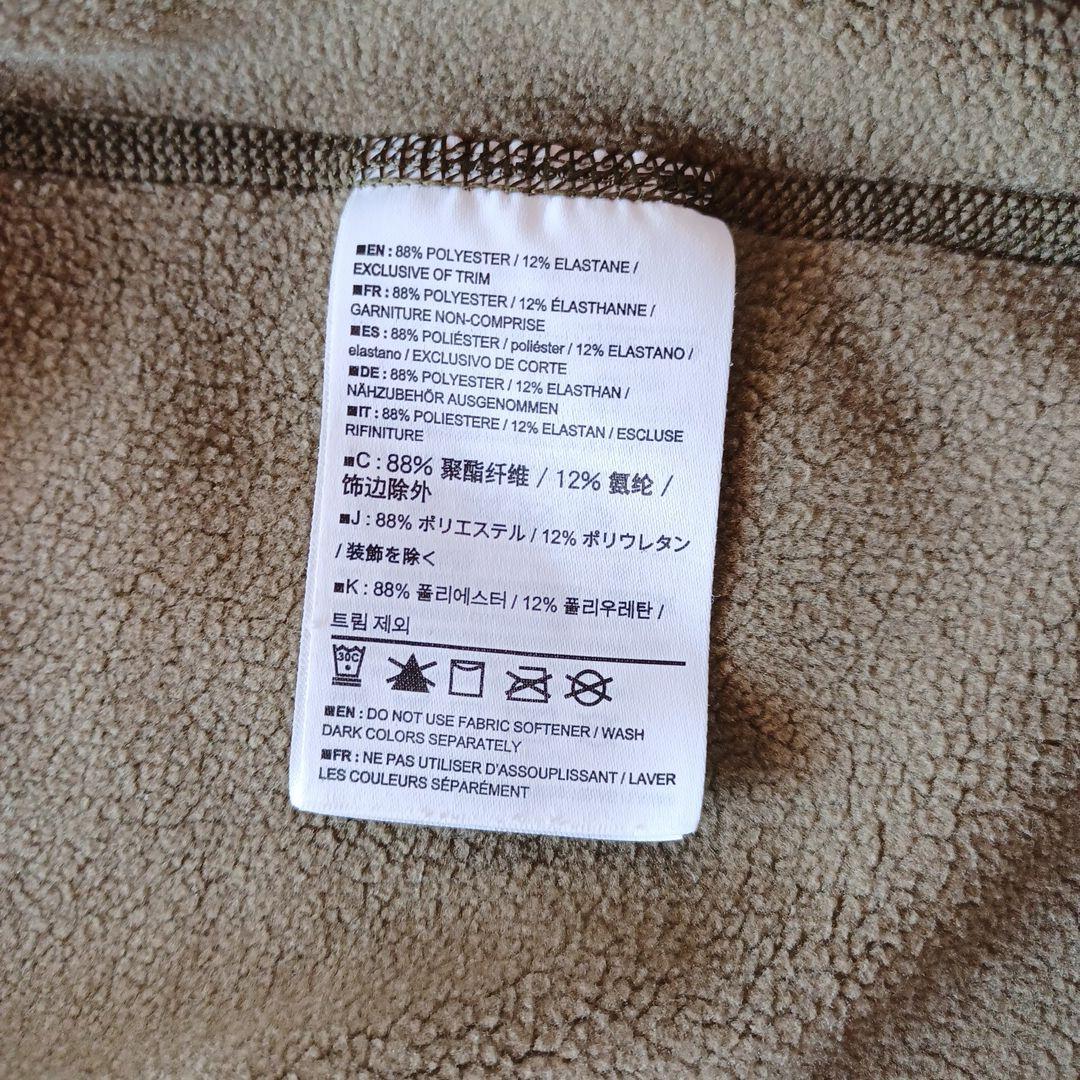 ■EN : 88% POLYESTER / 12% ELASTANE /
EXCLUSIVE OF TRIM
■FR : 88% POLYESTER / 12% ÉLASTHANNE /
GARNITURE NON-COMPRISE
■ES : 88% POLIÉSTER / poliéster / 12% ELASTANO /
elastano / EXCLUSIVO DE CORTE
■DE : 88% POLYESTER / 12% ELASTHAN /
NÄHZUBEHÖR AUSGENOMMEN
■IT : 88% POLIESTERE / 12% ELASTAN / ESCLUSE
RIFINITURE
■C : 88% 聚酯纤维 / 12% 氨纶 /
饰边除外
■J : 88% ポリエステル / 12% ポリウレタン
/ 装飾を除く
■K : 88% 폴리에스터 / 12% 폴리우레탄 /
트림 제외
30C
■EN : DO NOT USE FABRIC SOFTENER / WASH
DARK COLORS SEPARATELY
■FR : NE PAS UTILISER D'ASSOUPLISSANT / LAVER
LES COULEURS SÉPARÉMENT